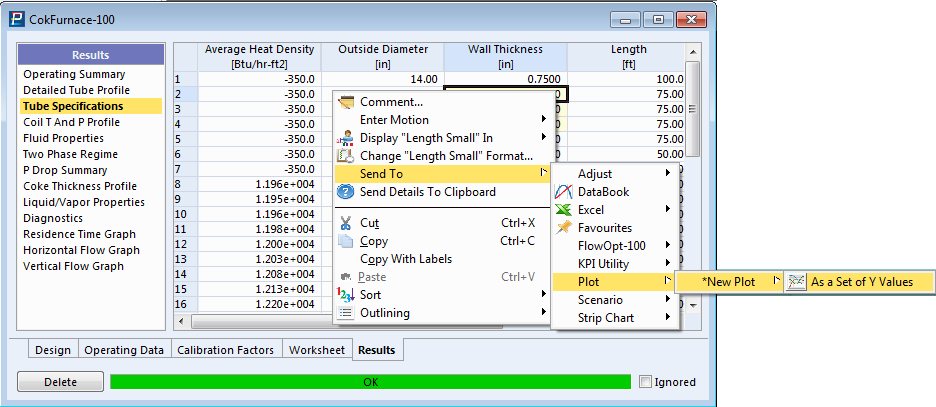 CokFurnace-100
Results
Operating Summary
Detailed Tube Profile
Tube Specifications
Coil T And P Profile
Fluid Properties
Two Phase Regime
P Drop Summary
Coke Thickness Profile
Liquid/Vapor Properties
Diagnostics
Residence Time Graph
Horizontal Flow Graph
Vertical Flow Graph
Average Heat Density Outside Diameter Wall Thickness Length
[Btu/hr-ft2] [in] [in] [ft]
1 -350.0 14.00 0.7500 100.0
2 -350.0 0 75.00
3 -350.0 0 75.00
4 -350.0 0 75.00
5 -350.0 0 75.00
6 -350.0 0 50.00
7 -350.0
8 1.196e+004
9 1.195e+004
10 1.196e+004
11 1.198e+004
12 1.200e+004
13 1.203e+004
14 1.208e+004
15 1.213e+004
16 1.220e+004
Comment...
Enter Motion
Display "Length Small" In
Change "Length Small" Format...
Send To
Send Details To Clipboard
Cut Ctrl+X
Copy Ctrl+C
Copy With Labels
Paste Ctrl+V
Sort
Outlining
Adjust
DataBook
Excel
Favourites
FlowOpt-100
KPI Utility
Plot
Scenario
Strip Chart
*New Plot
As a Set of Y Values
Design Operating Data Calibration Factors Worksheet Results
Delete OK Ignored